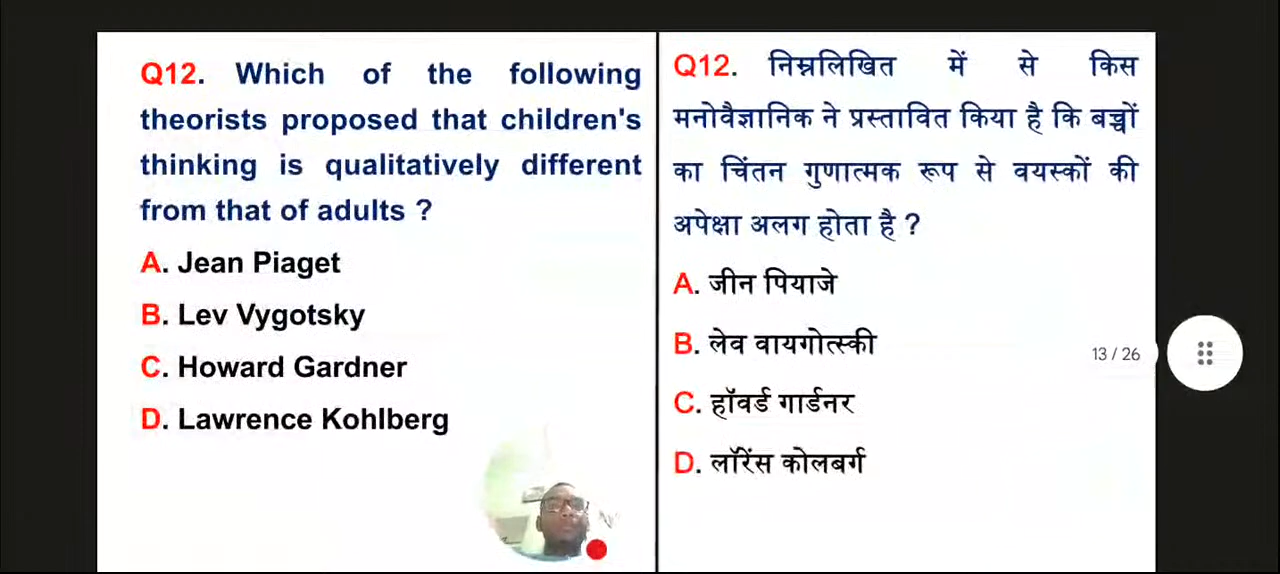 Q12. Which of the following
theorists proposed that children's
thinking is qualitatively different
from that of adults ?
A. Jean Piaget
B. Lev Vygotsky
C. Howard Gardner
D. Lawrence Kohlberg
Q12. निम्नलिखित में से किस
मनोवैज्ञानिक ने प्रस्तावित किया है कि बच्चों
का चिंतन गुणात्मक रूप से वयस्कों की
अपेक्षा अलग होता है ?
A. जीन पियाजे
B. लेव वायगोत्स्की
C. हॉवर्ड गार्डनर
D. लॉरेंस कोलबर्ग
13 / 26